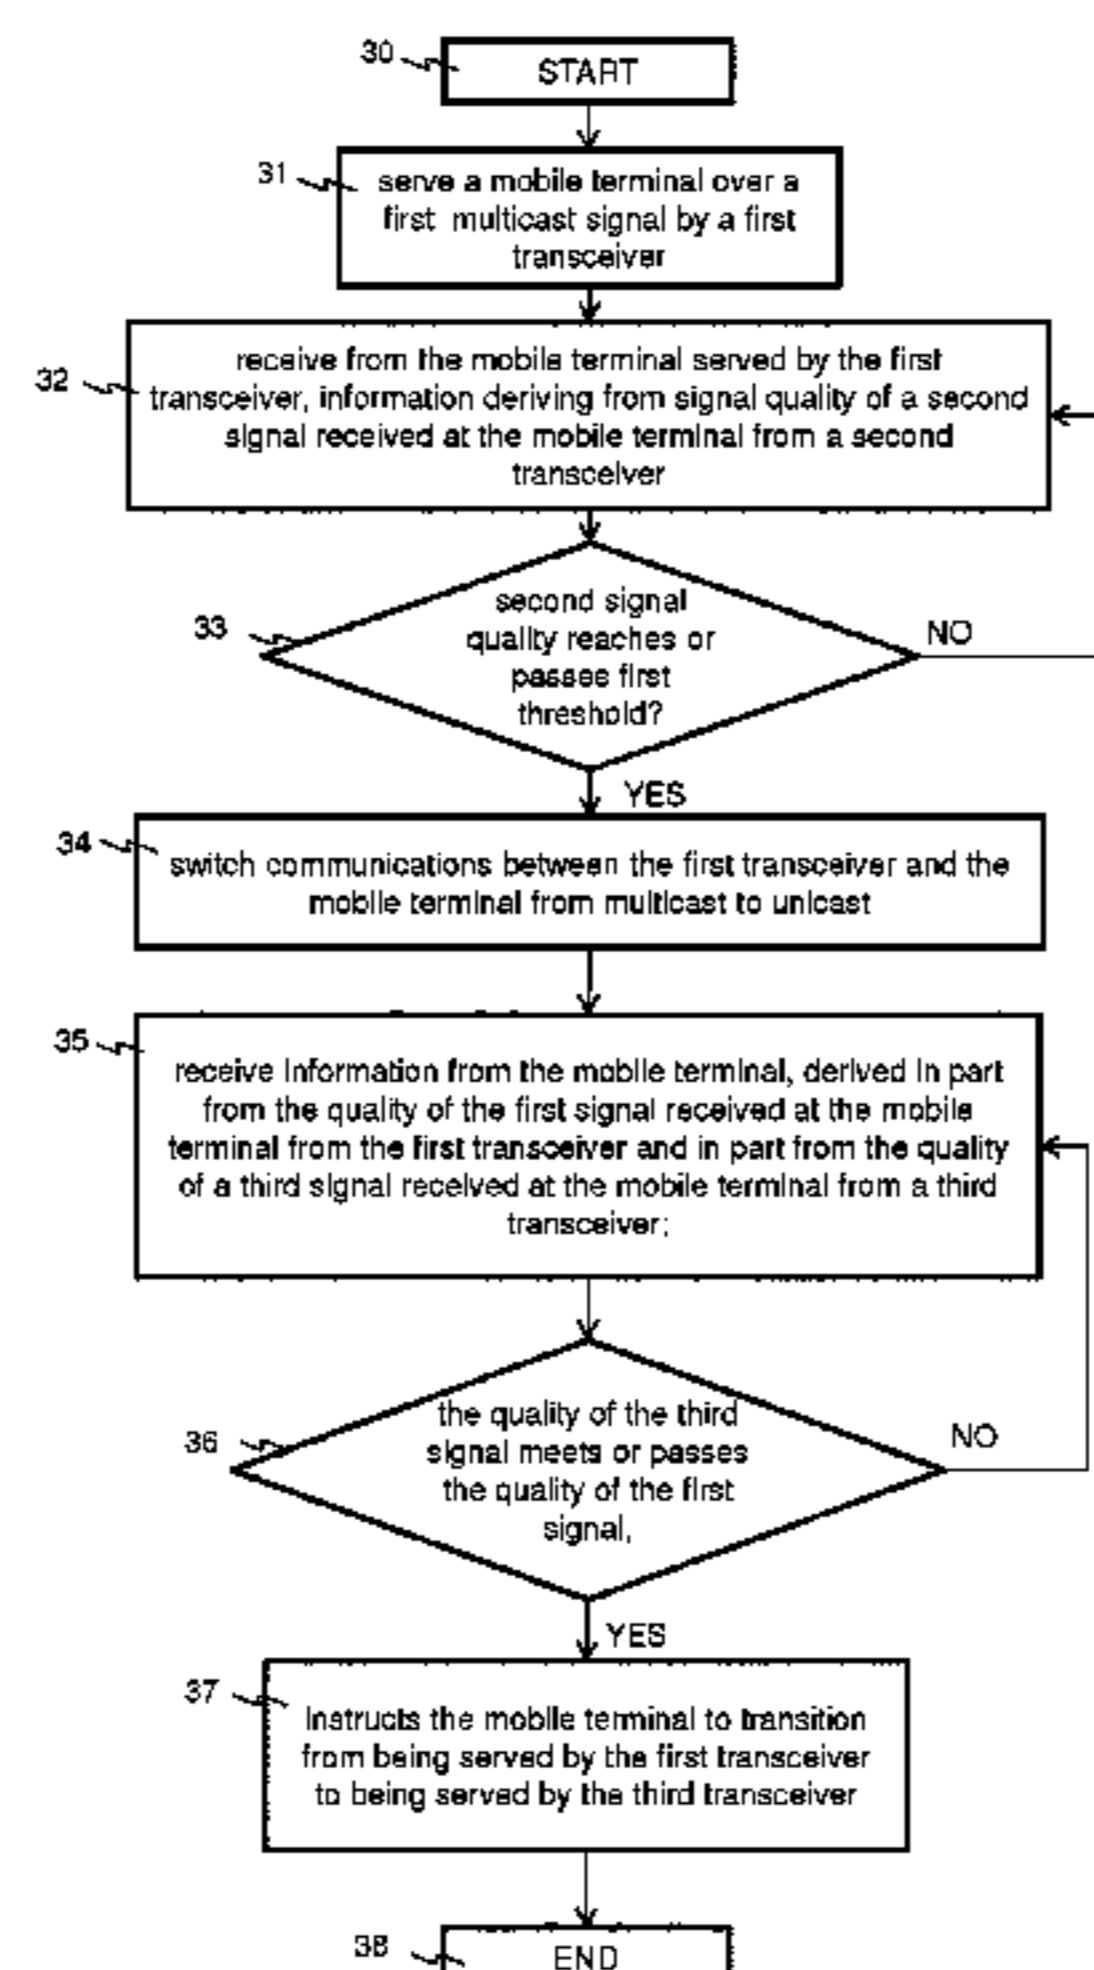 30
START
31
serve a mobile terminal over a
first multicast signal by a first
transceiver
32
receive from the mobile terminal served by the first
transceiver, information deriving from signal quality of a second
signal received at the mobile terminal from a second
transceiver
33
second signal
quality reaches or
passes first
threshold?
NO
YES
34
switch communications between the first transceiver and the
mobile terminal from multicast to unicast
35
receive information from the mobile terminal, derived in part
from the quality of the first signal received at the mobile
terminal from the first transceiver and in part from the quality
of a third signal received at the mobile terminal from a third
transceiver;
36
the quality of the third
signal meets or passes
the quality of the first
signal,
NO
YES
37
Instructs the mobile terminal to transition
from being served by the first transceiver
to being served by the third transceiver
38
END